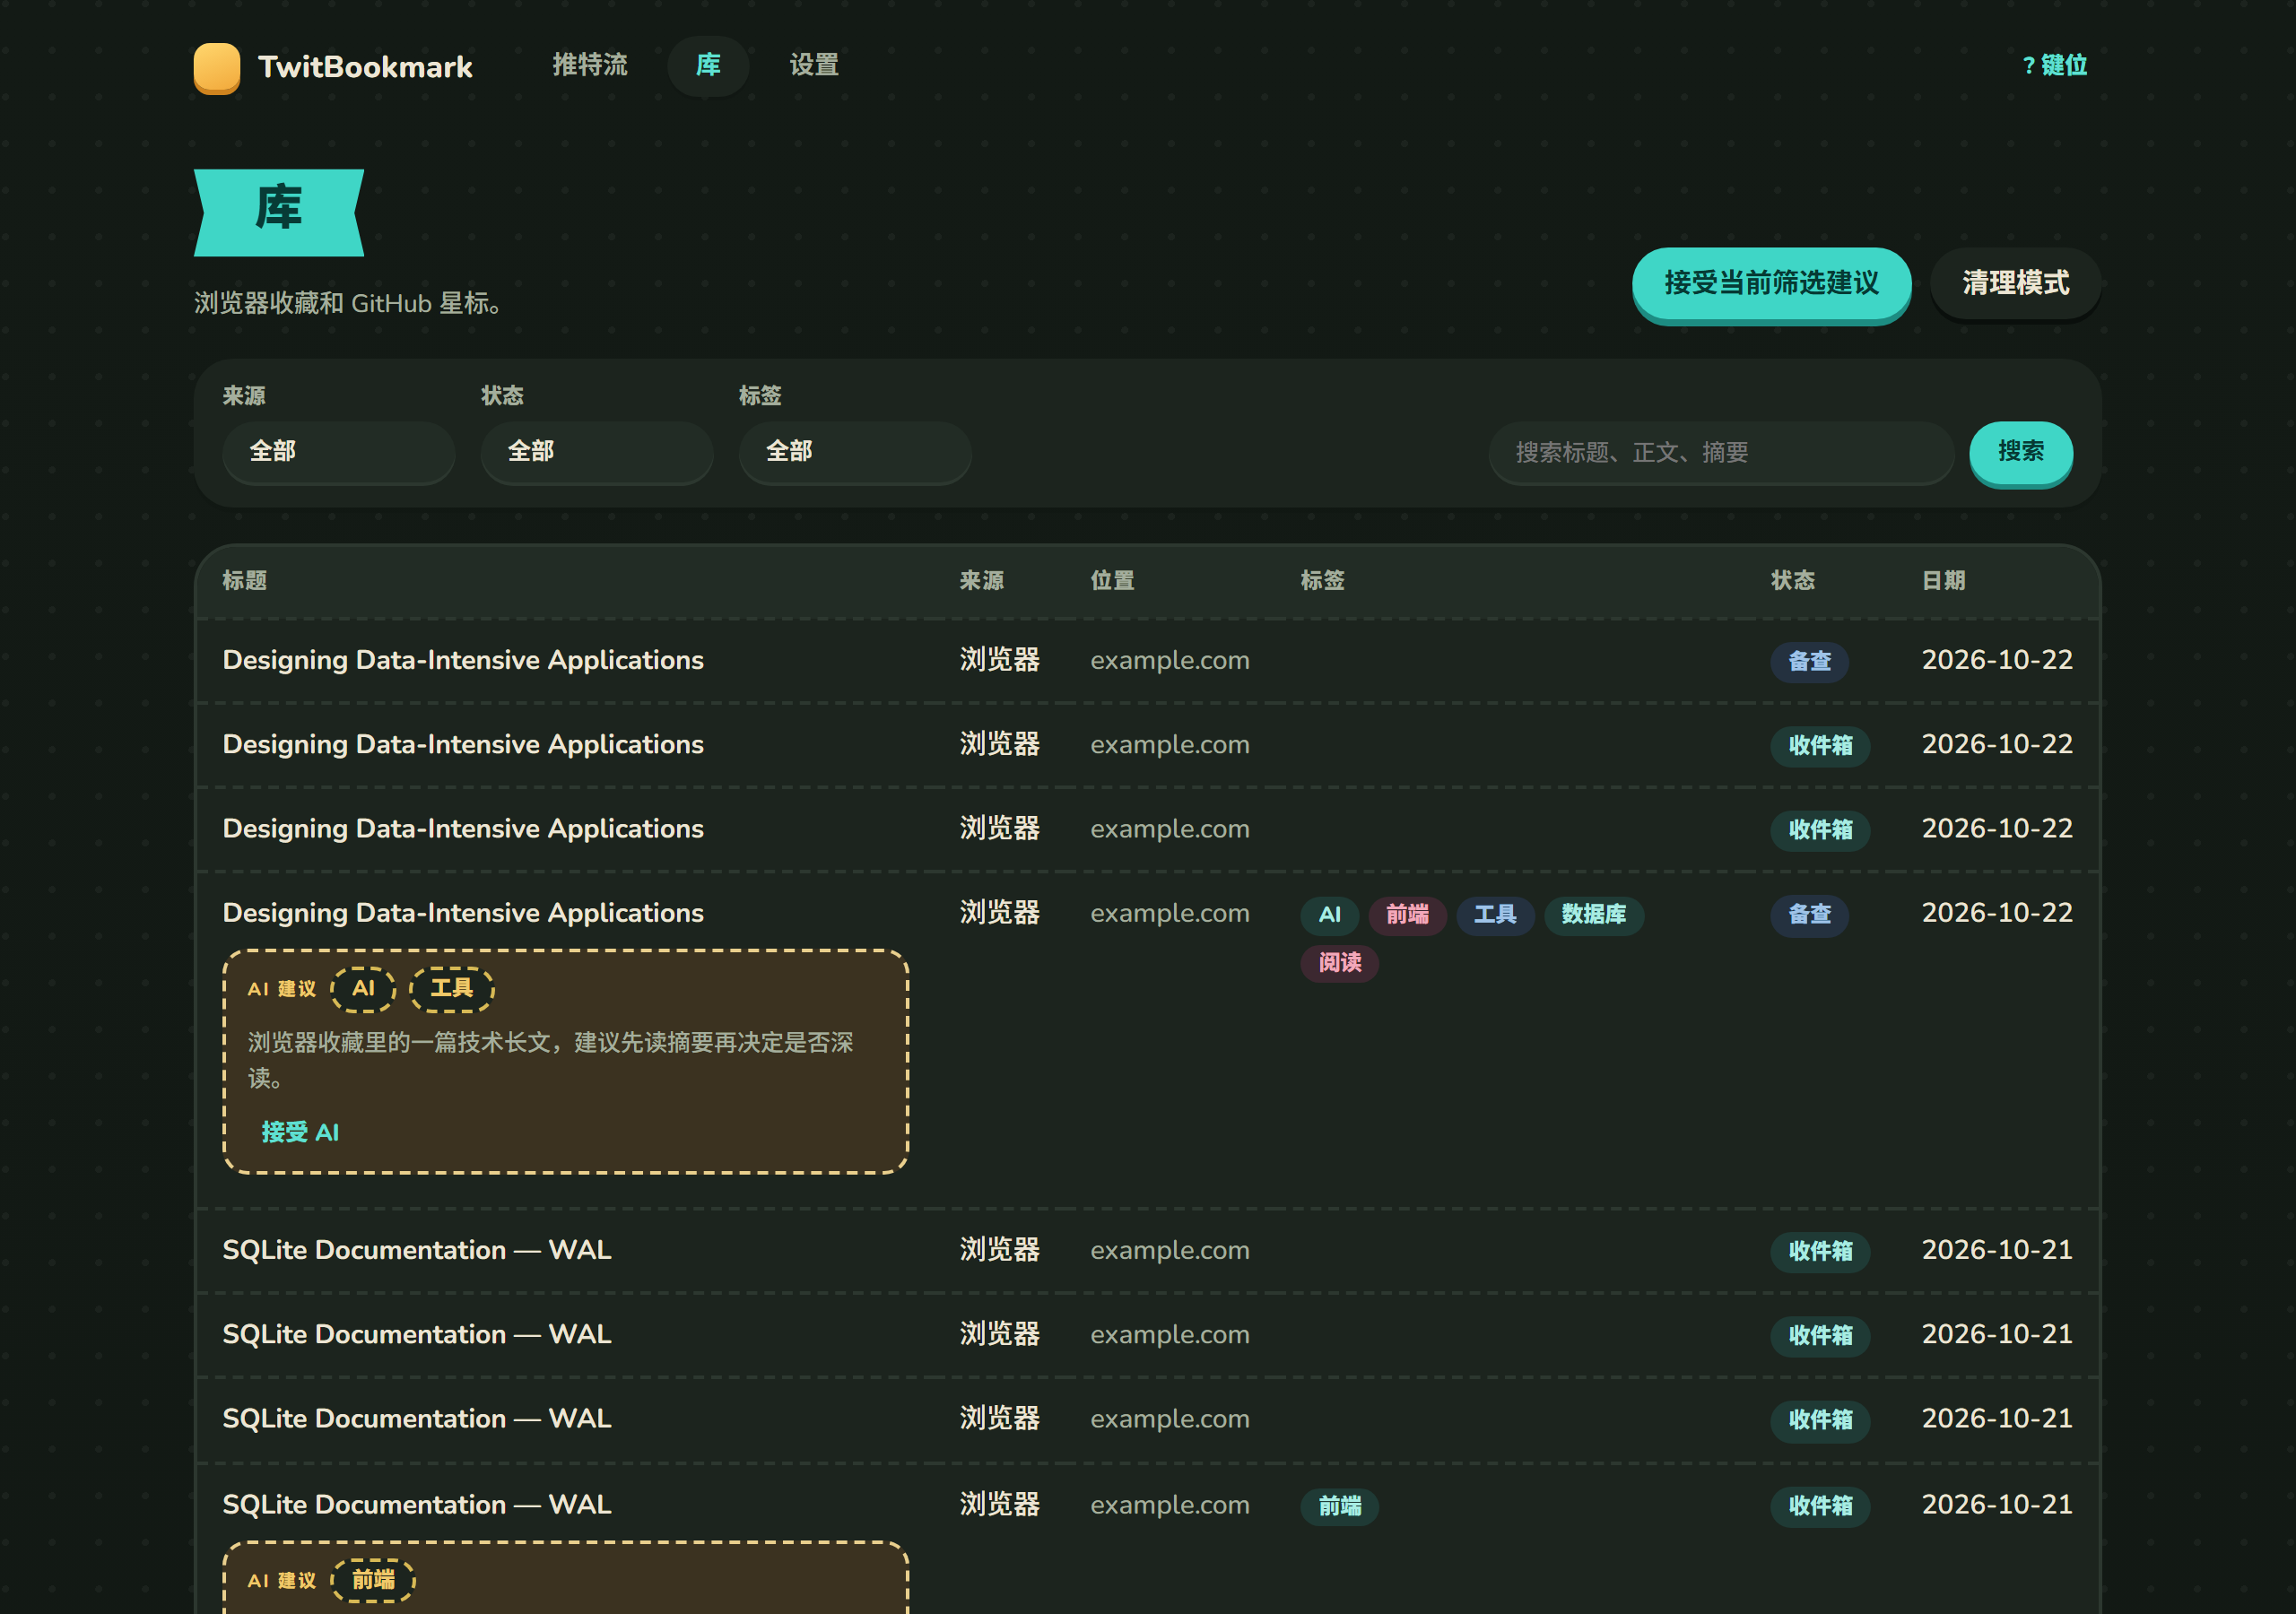 TwitBookmark 推特流 库 设置 ? 键位
库
浏览器收藏和 GitHub 星标。
接受当前筛选建议 清理模式
来源 状态 标签
全部 全部 全部 搜索标题、正文、摘要 搜索
标题 来源 位置 标签 状态 日期
Designing Data-Intensive Applications 浏览器 example.com 备查 2026-10-22
Designing Data-Intensive Applications 浏览器 example.com 收件箱 2026-10-22
Designing Data-Intensive Applications 浏览器 example.com 收件箱 2026-10-22
Designing Data-Intensive Applications 浏览器 example.com AI 前端 工具 数据库 备查 2026-10-22
阅读
AI 建议 AI 工具
浏览器收藏里的一篇技术长文，建议先读摘要再决定是否深
读。
接受 AI
SQLite Documentation — WAL 浏览器 example.com 收件箱 2026-10-21
SQLite Documentation — WAL 浏览器 example.com 收件箱 2026-10-21
SQLite Documentation — WAL 浏览器 example.com 收件箱 2026-10-21
SQLite Documentation — WAL 浏览器 example.com 前端 收件箱 2026-10-21
AI 建议 前端